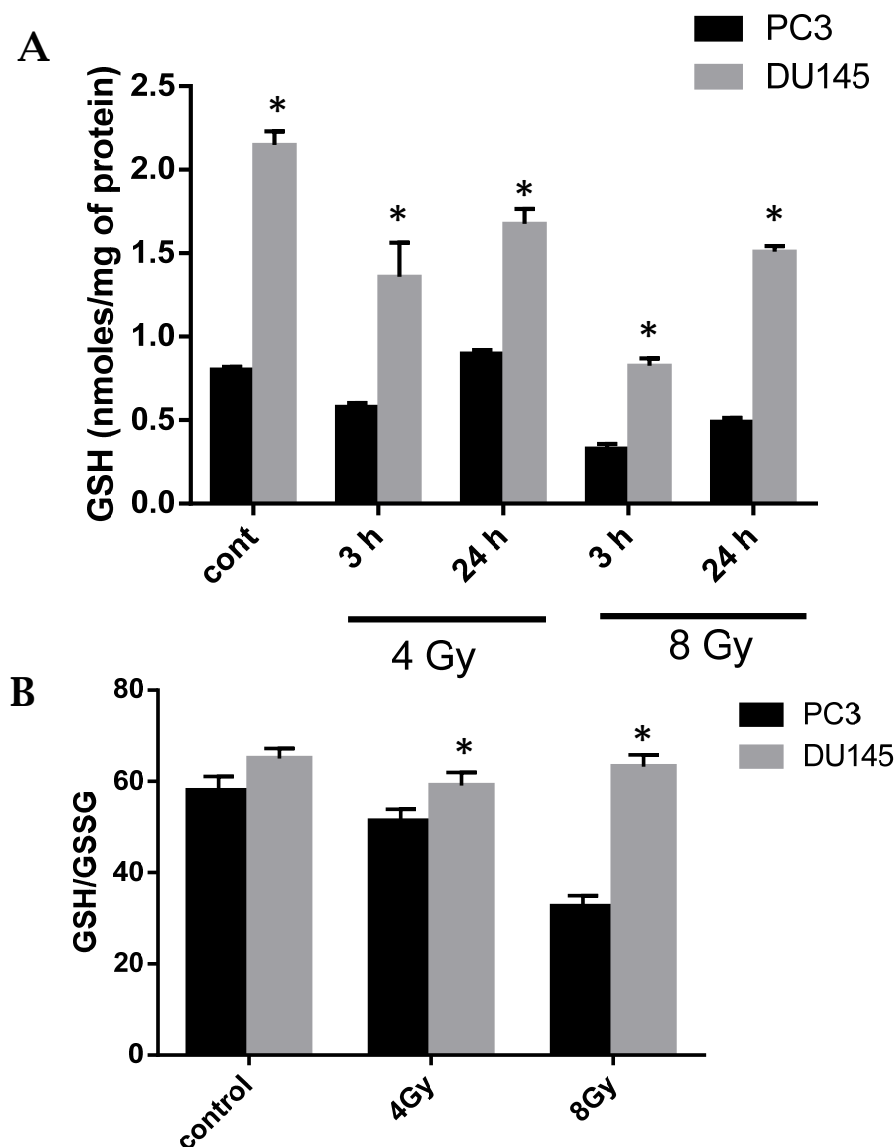 A
PC3
DU145
GSH (nmoles/mg of protein)
2.5
2.0
1.5
1.0
0.5
0.0
*
*
*
*
*
cont
3 h
24 h
3 h
24 h
4 Gy
8 Gy
B
PC3
DU145
GSH/GSSG
80
60
40
20
0
*
*
control
4Gy
8Gy